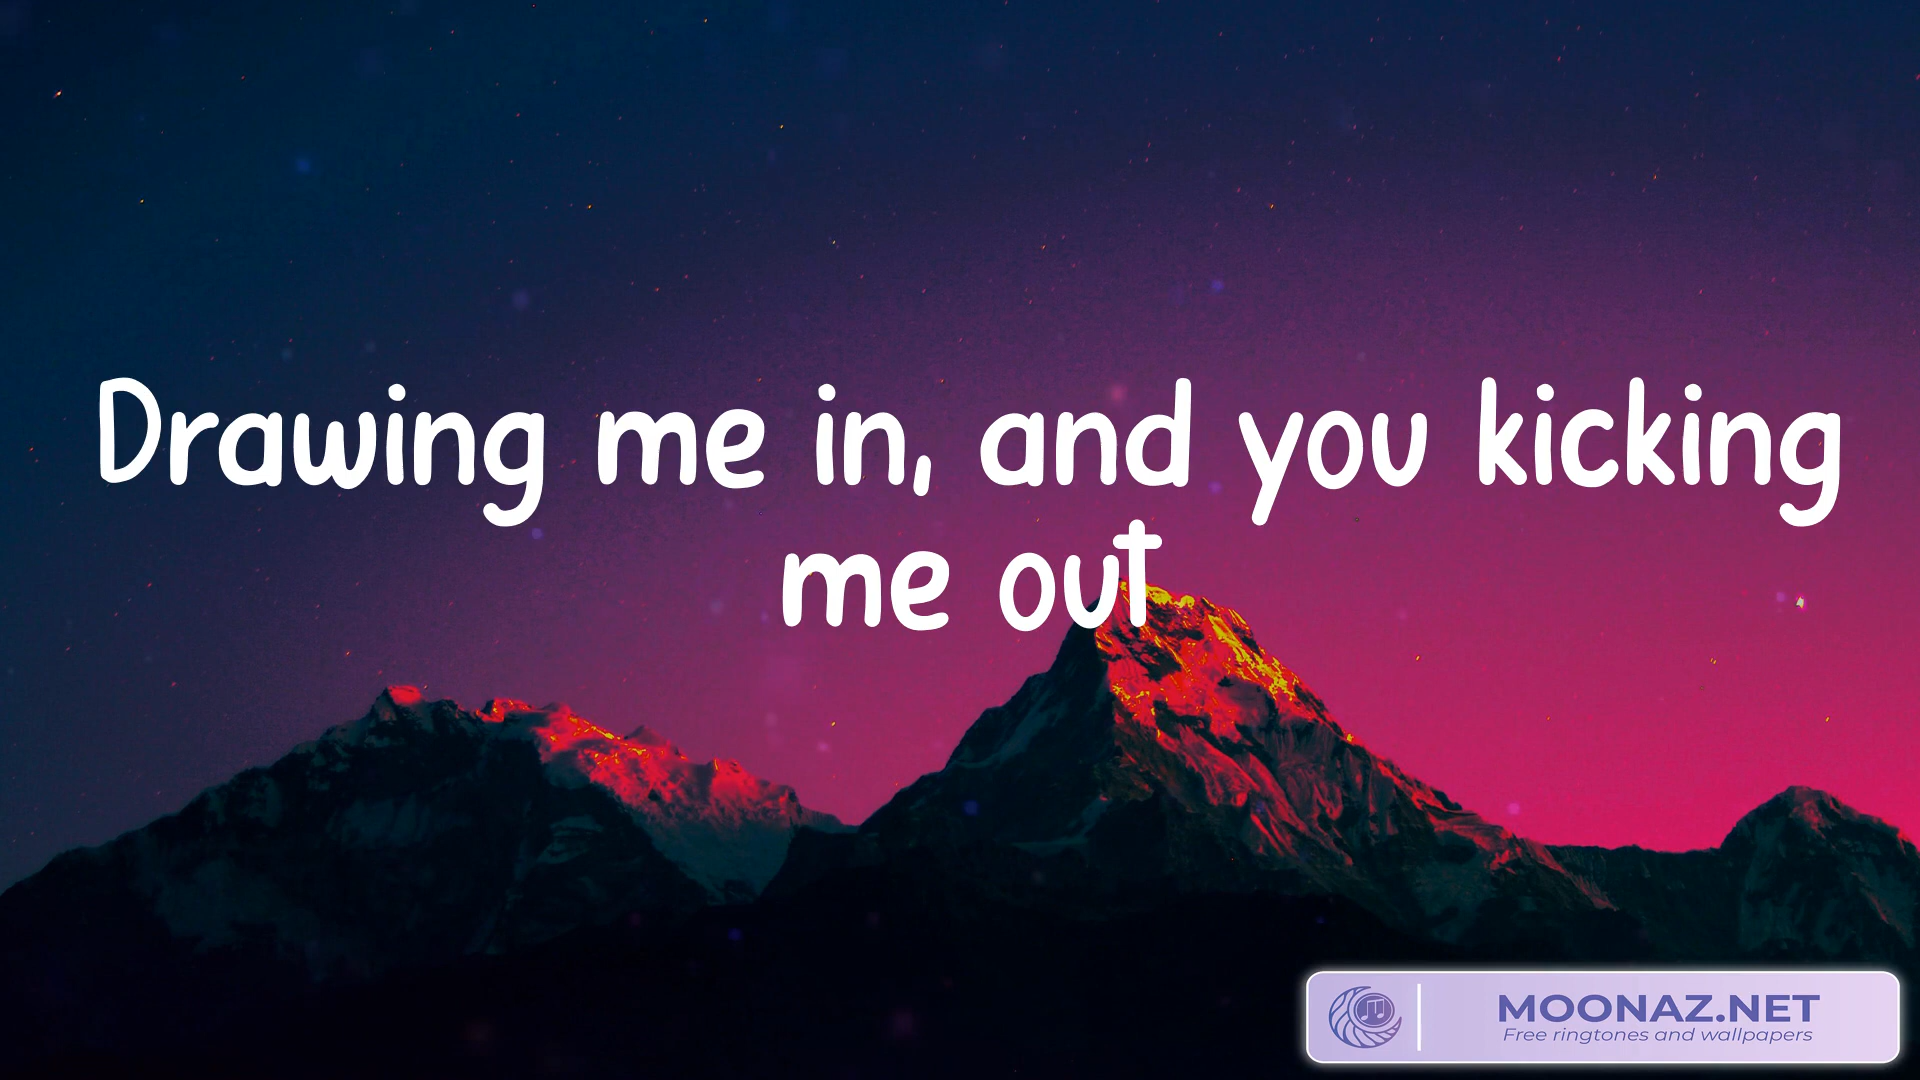 Drawing me in, and you kicking
me out
MOONAZ.NET
Free ringtones and wallpapers